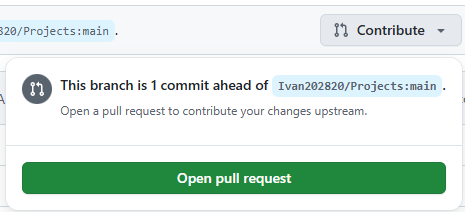 820/Projects:main.
Contribute
This branch is 1 commit ahead of Ivan202820/Projects:main.
Open a pull request to contribute your changes upstream.
Open pull request